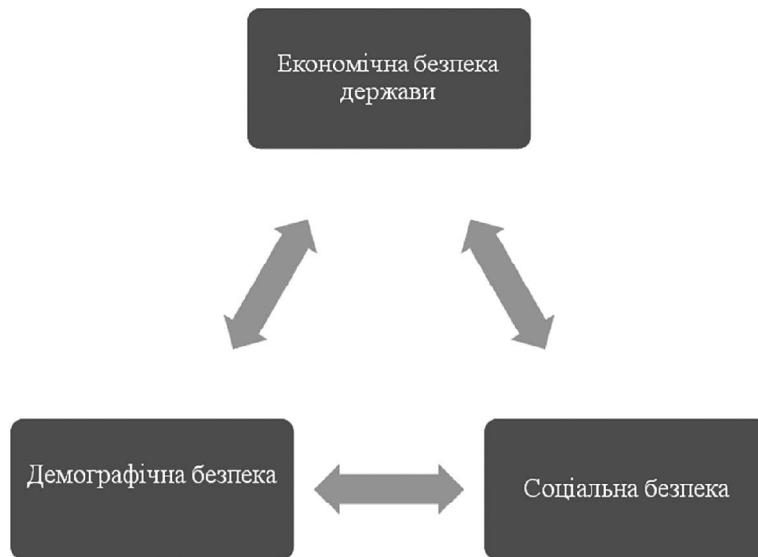 Економічна безпека
держави
Демографічна безпека
Соціальна безпека